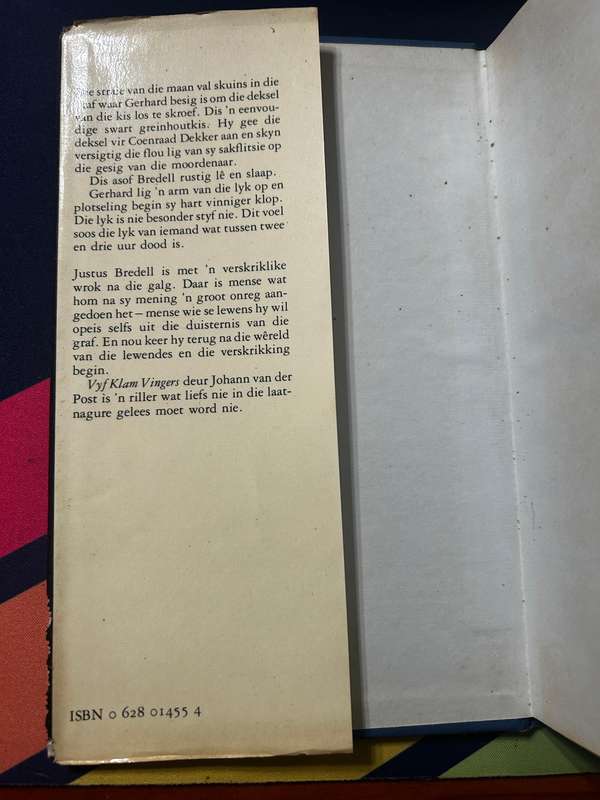 strale van die maan val skuins in die
graf waar Gerhard besig is om die deksel
van die kis los te skroef. Dis 'n eenvou-
dige swart greinhoutkis. Hy gee die
deksel vir Coenraad Dekker aan en skyn
versigtig die flou lig van sy sakflitsie op
die gesig van die moordenaar.
Dis asof Bredell rustig lê en slaap.
Gerhard lig 'n arm van die lyk op en
plotseling begin sy hart vinniger klop.
Die lyk is nie besonder styf nie. Dit voel
soos die lyk van iemand wat tussen twee
en drie uur dood is.
Justus Bredell is met 'n verskriklike
wrok na die galg. Daar is mense wat
hom na sy mening 'n groot onreg aan-
gedoen het – mense wie se lewens hy wil
opeis selfs uit die duisternis van die
graf. En nou keer hy terug na die wêreld
van die lewendes en die verskrikking
begin.
Vyf Klam Vingers deur Johann van der
Post is 'n riller wat liefs nie in die laat-
nagure gelees moet word nie.
ISBN 0 628 01455 4